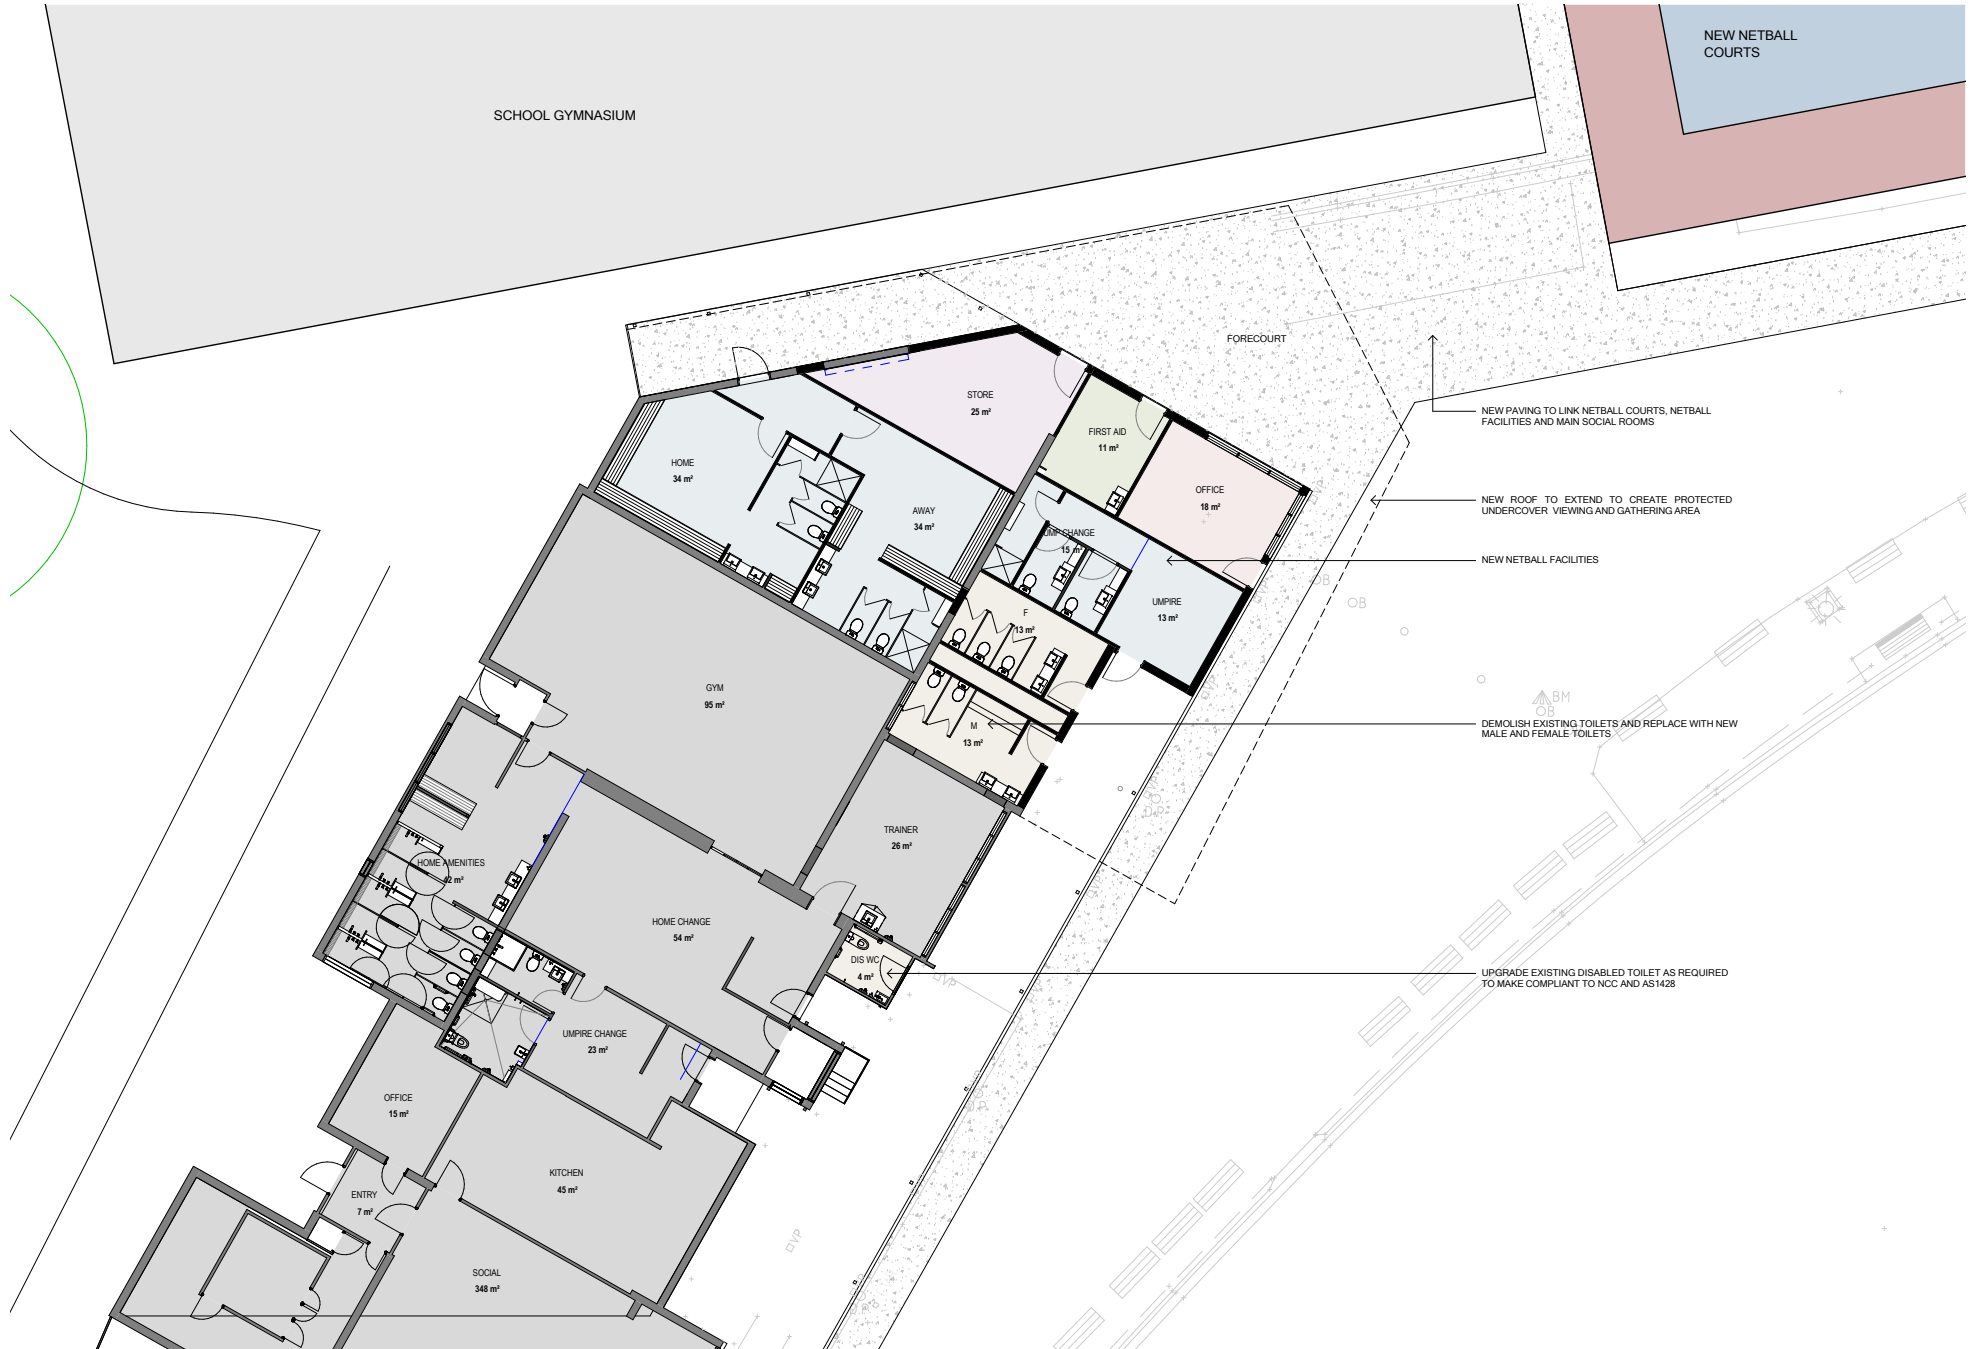 NEW NETBALL
COURTS
SCHOOL GYMNASIUM
FORECOURT
STORE
25 m²
NEW PAVING TO LINK NETBALL COURTS, NETBALL
FACILITIES AND MAIN SOCIAL ROOMS
FIRST AID
11 m²
HOME
34 m²
OFFICE
18 m²
NEW ROOF TO EXTEND TO CREATE PROTECTED
UNDERCOVER VIEWING AND GATHERING AREA
AWAY
34 m²
UMP CHANGE
15 m²
NEW NETBALL FACILITIES
OB
OB
UMPIRE
13 m²
F
13 m²
GYM
95 m²
VP
VP
VP
BM
OB
M
13 m²
DEMOLISH EXISTING TOILETS AND REPLACE WITH NEW
MALE AND FEMALE TOILETS
TRAINER
26 m²
HOME AMENITIES
42 m²
HOME CHANGE
54 m²
DIS WC
4 m²
UPGRADE EXISTING DISABLED TOILET AS REQUIRED
TO MAKE COMPLIANT TO NCC AND AS1428
VP
UMPIRE CHANGE
23 m²
OFFICE
15 m²
KITCHEN
45 m²
ENTRY
7 m²
VP
SOCIAL
348 m²